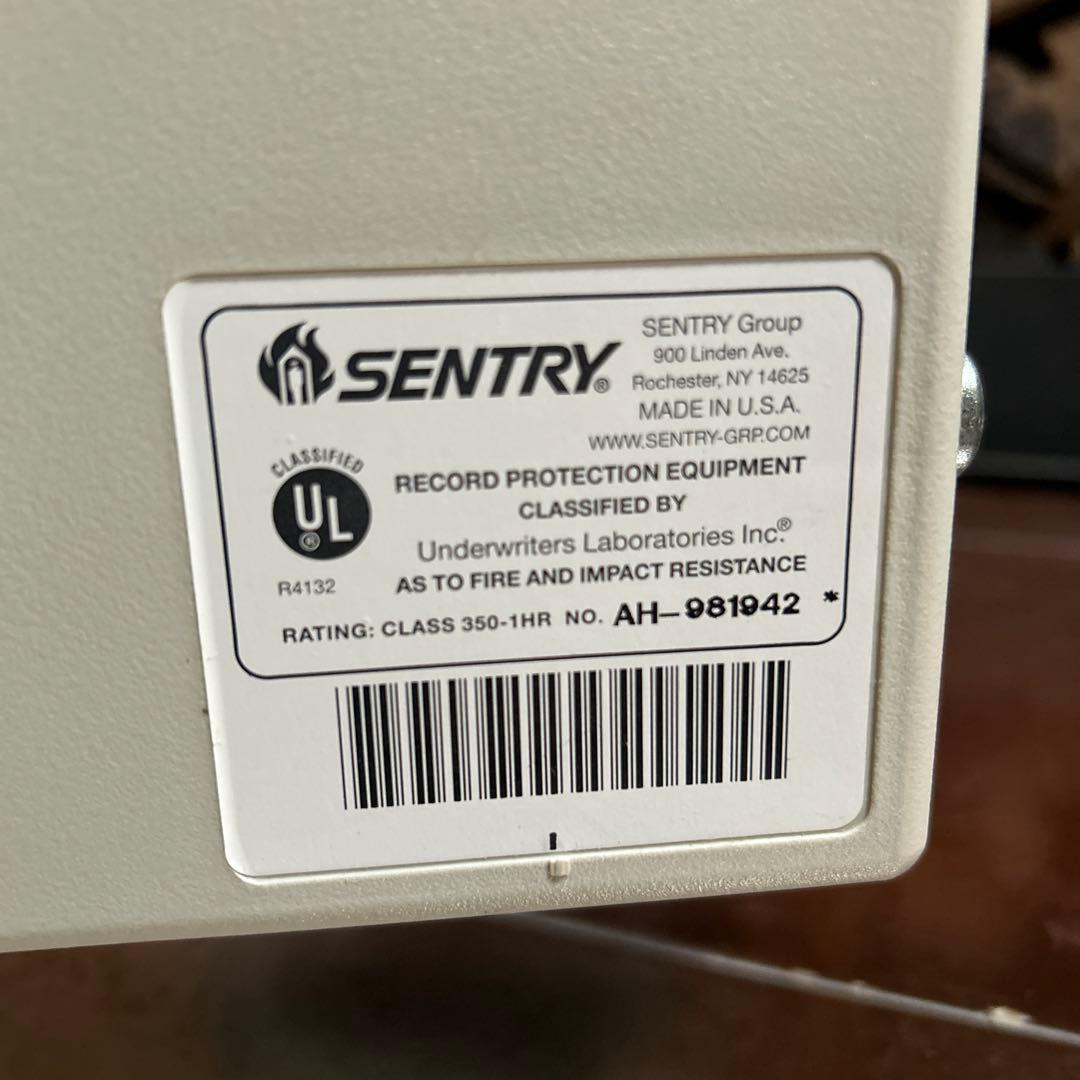 SENTRY®
SENTRY Group
900 Linden Ave.
Rochester, NY 14625
MADE IN U.S.A.
WWW.SENTRY-GRP.COM
CLASSIFIED
UL®
R4132
RECORD PROTECTION EQUIPMENT
CLASSIFIED BY
Underwriters Laboratories Inc.®
AS TO FIRE AND IMPACT RESISTANCE
RATING: CLASS 350-1HR NO. AH-981942 *